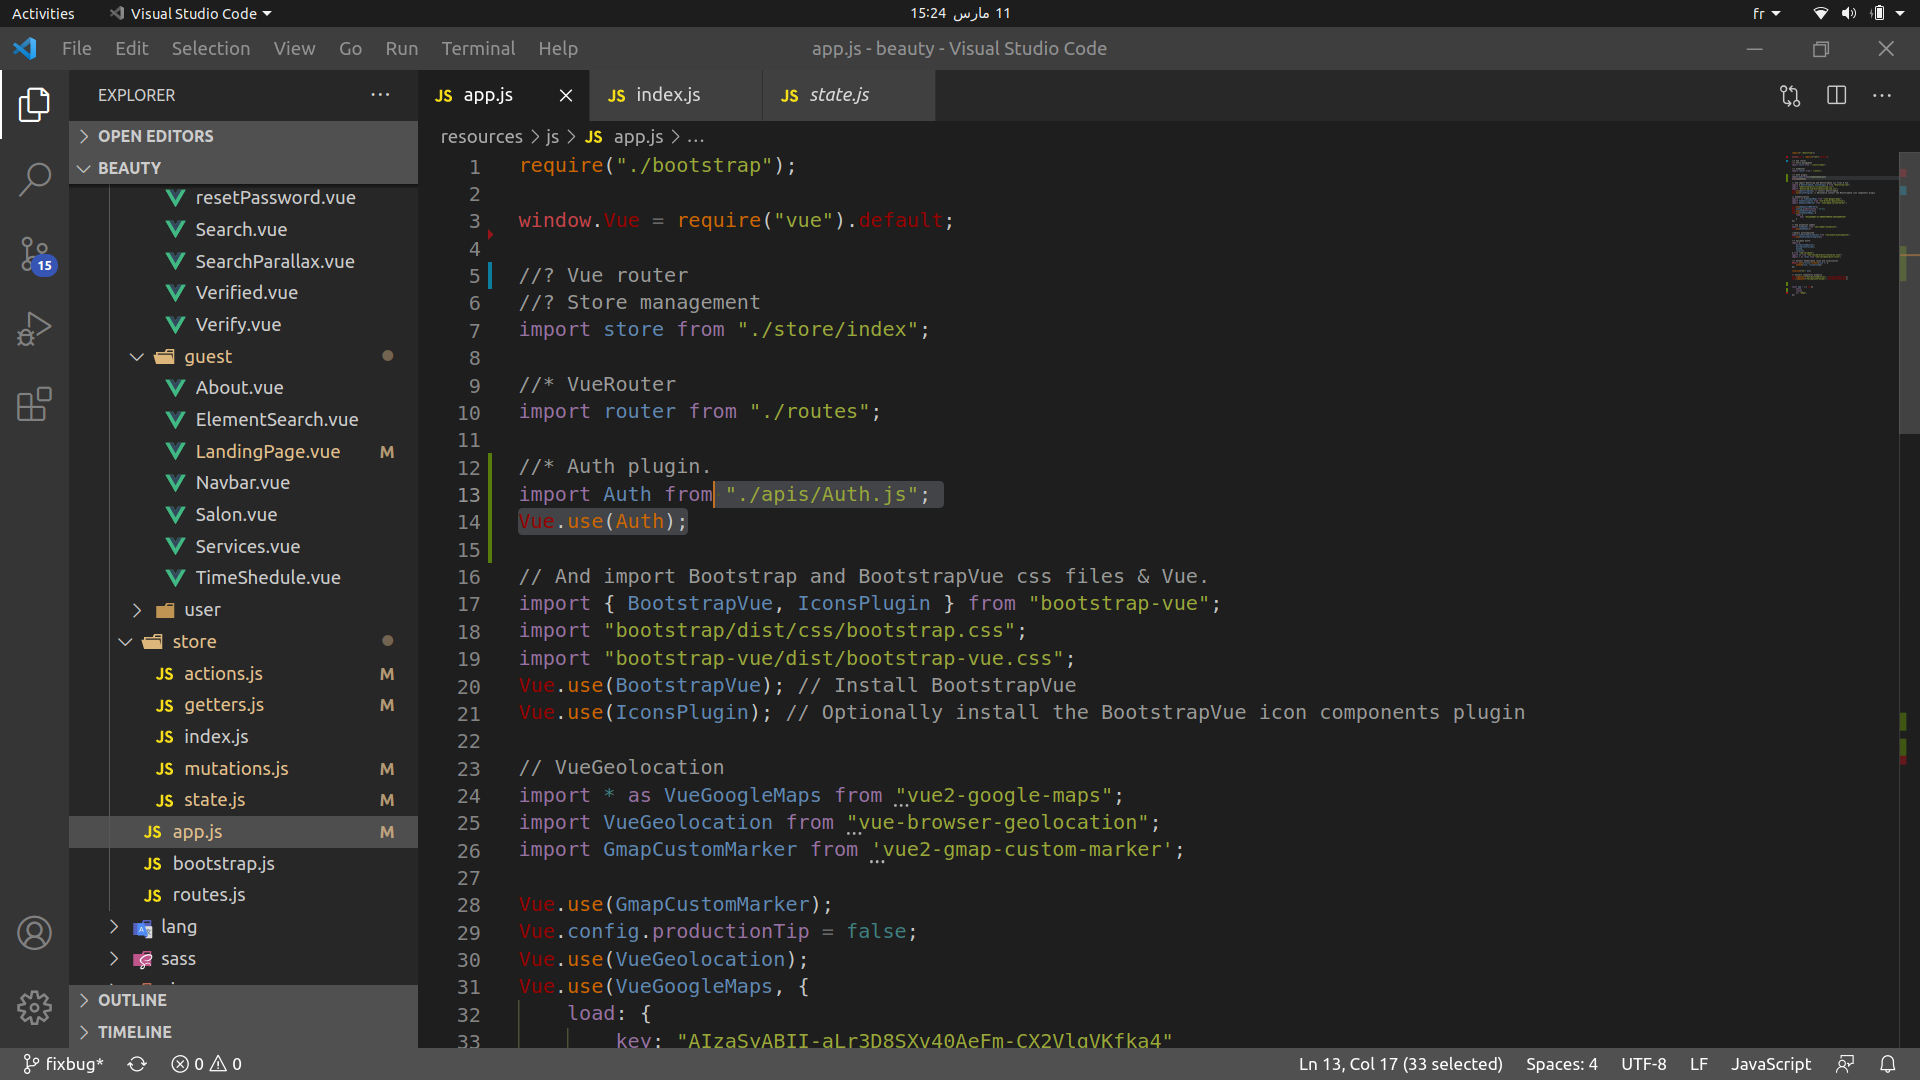 Activities
Visual Studio Code
11 مارس 15:24
fr
File Edit Selection View Go Run Terminal Help
app.js - beauty - Visual Studio Code
EXPLORER
OPEN EDITORS
BEAUTY
resetPassword.vue
Search.vue
SearchParallax.vue
Verified.vue
Verify.vue
guest
About.vue
ElementSearch.vue
LandingPage.vue M
Navbar.vue
Salon.vue
Services.vue
TimeShedule.vue
user
store
JS actions.js M
JS getters.js M
JS index.js
JS mutations.js M
JS state.js M
JS app.js M
JS bootstrap.js
JS routes.js
lang
sass
OUTLINE
TIMELINE
15
JS app.js
JS index.js
JS state.js
resources > js > JS app.js > ...
1 require("./bootstrap");
2
3 window.Vue = require("vue").default;
4
5 //? Vue router
6 //? Store management
7 import store from "./store/index";
8
9 //* VueRouter
10 import router from "./routes";
11
12 //* Auth plugin.
13 import Auth from "./apis/Auth.js";
14 Vue.use(Auth);
15
16 // And import Bootstrap and BootstrapVue css files & Vue.
17 import { BootstrapVue, IconsPlugin } from "bootstrap-vue";
18 import "bootstrap/dist/css/bootstrap.css";
19 import "bootstrap-vue/dist/bootstrap-vue.css";
20 Vue.use(BootstrapVue); // Install BootstrapVue
21 Vue.use(IconsPlugin); // Optionally install the BootstrapVue icon components plugin
22
23 // VueGeolocation
24 import * as VueGoogleMaps from "vue2-google-maps";
25 import VueGeolocation from "vue-browser-geolocation";
26 import GmapCustomMarker from 'vue2-gmap-custom-marker';
27
28 Vue.use(GmapCustomMarker);
29 Vue.config.productionTip = false;
30 Vue.use(VueGeolocation);
31 Vue.use(VueGoogleMaps, {
32 load: {
33 key:
fixbug* 0 0
Ln 13, Col 17 (33 selected) Spaces: 4 UTF-8 LF JavaScript